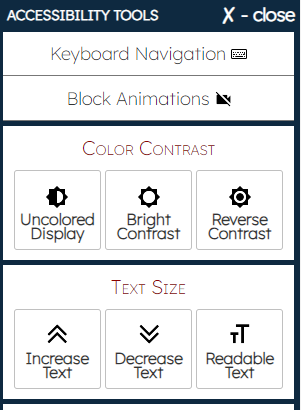 ACCESSIBILITY TOOLS ✗ - close
Keyboard Navigation
Block Animations
Color Contrast
Uncolored Display
Bright Contrast
Reverse Contrast
Text Size
Increase Text
Decrease Text
Readable Text